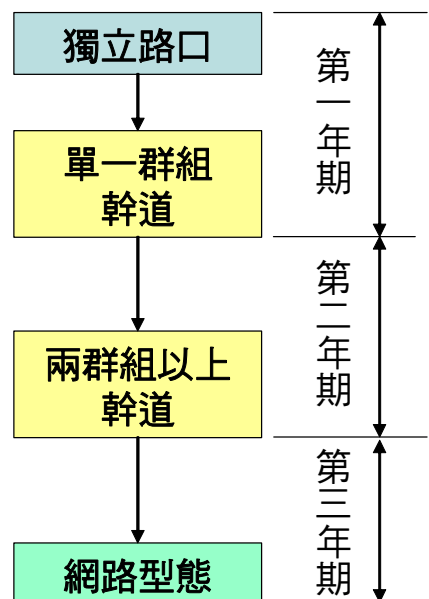 獨立路口
第一年期
單一群組
幹道
第二年期
兩群組以上
幹道
第三年期
網路型態